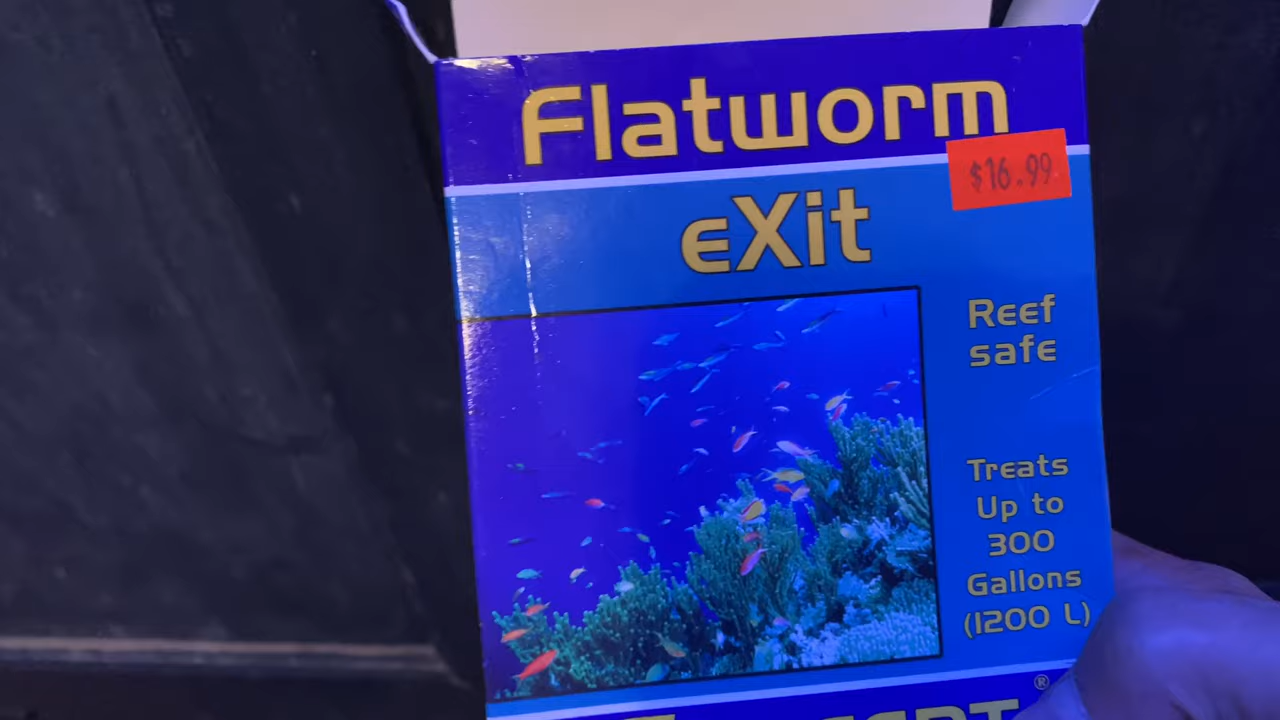 Flatworm
$16.99
eXit
Reef
safe
Treats
Up to
300
Gallons
(1200 L)
®